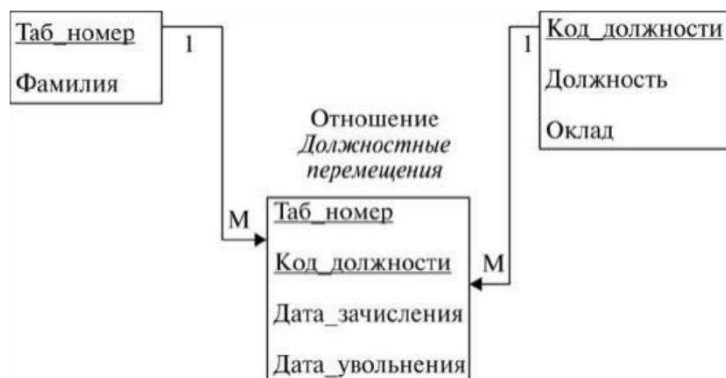 Таб_номер
Фамилия
1
1
Код_должности
Должность
Оклад
Отношение
Должностные
перемещения
М
М
Таб_номер
Код_должности
Дата_зачисления
Дата_увольнения